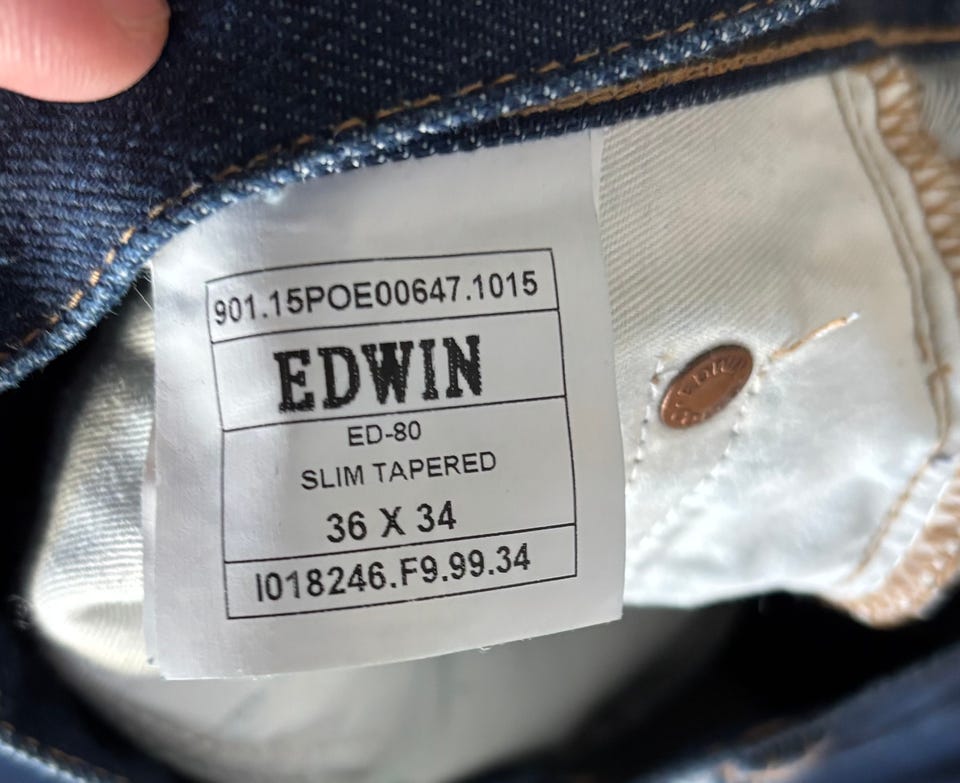 901.15POE00647.1015
EDWIN
ED-80
SLIM TAPERED
36 X 34
I018246.F9.99.34